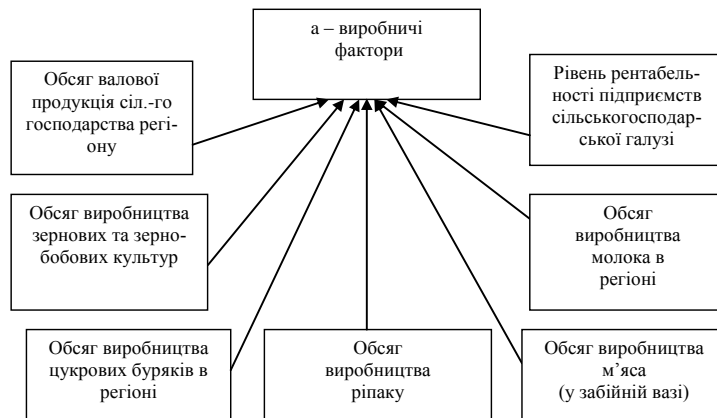 а – виробничі
фактори
Обсяг валової
продукція сіл.-го
господарства регі-
ону
Рівень рентабель-
ності підприємств
сільськогосподар-
ської галузі
Обсяг виробництва
зернових та зерно-
бобових культур
Обсяг
виробництва
молока в
регіоні
Обсяг виробництва
цукрових буряків в
регіоні
Обсяг
виробництва
ріпаку
Обсяг виробництва
м’яса
(у забійній вазі)